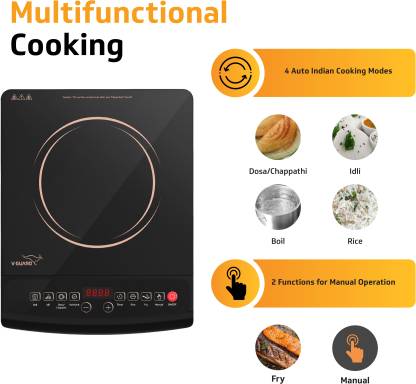 Multifunctional
Cooking
4 Auto Indian Cooking Modes
Dosa/Chappathi
Idli
Boil
Rice
V-GUARD
2 Functions for Manual Operation
Fry
Manual